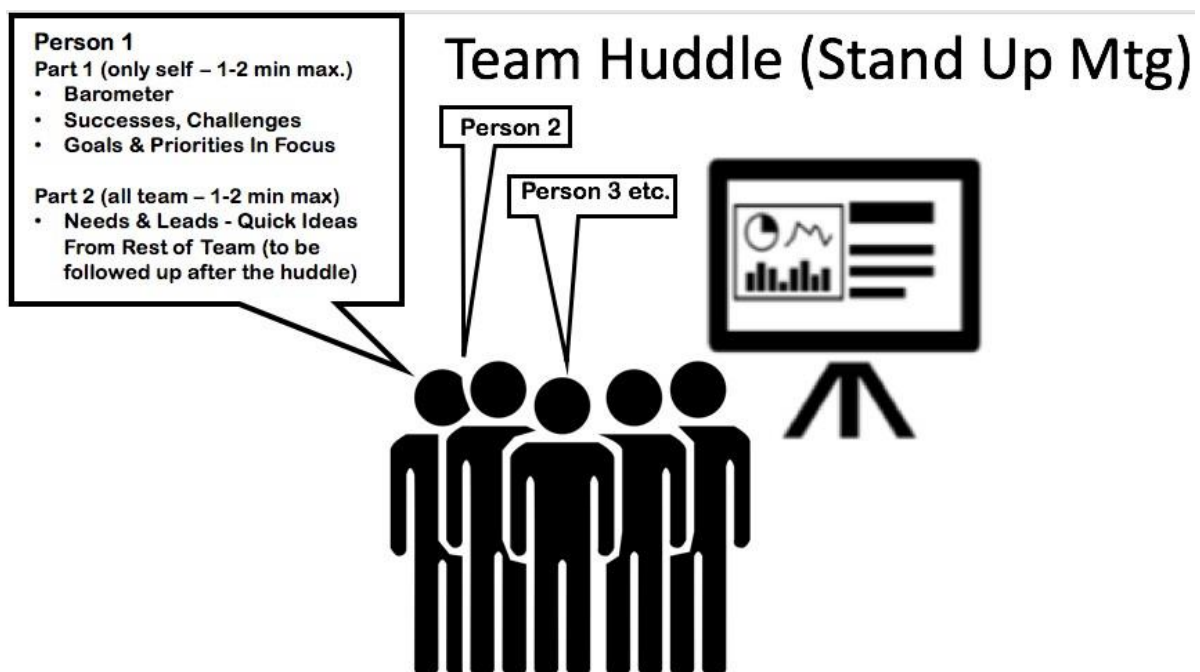 Team Huddle (Stand Up Mtg)
Person 1
Part 1 (only self – 1-2 min max.)
• Barometer
• Successes, Challenges
• Goals & Priorities In Focus
Part 2 (all team – 1-2 min max)
• Needs & Leads - Quick Ideas
From Rest of Team (to be
followed up after the huddle)
Person 2
Person 3 etc.